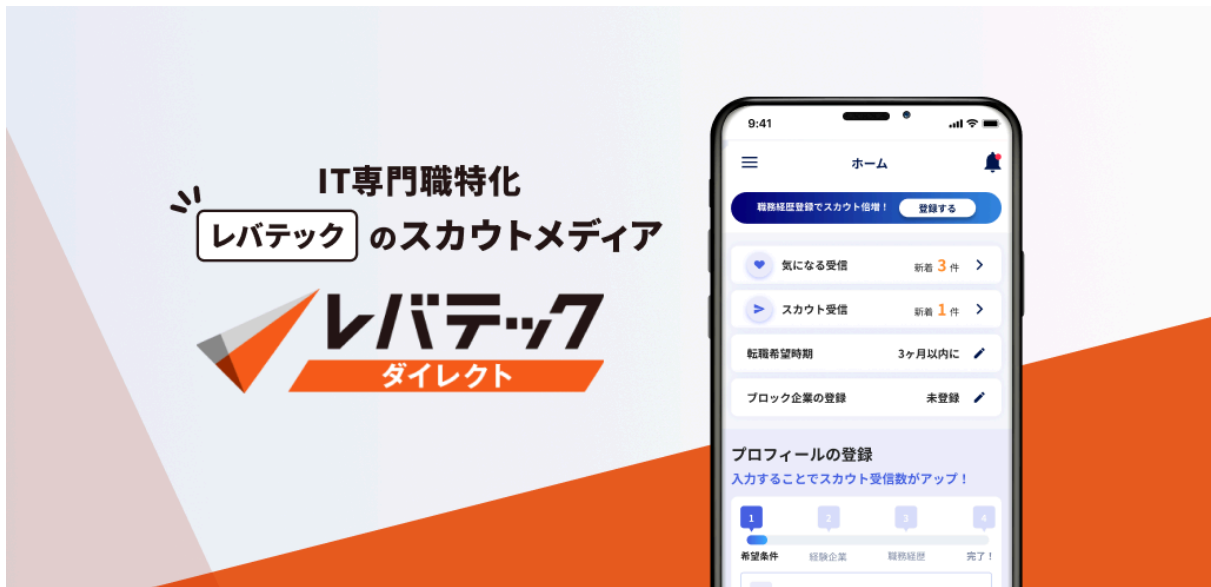 IT専門職特化
レバテック のスカウトメディア
レバテック
ダイレクト
9:41
ホーム
職務経歴登録でスカウト倍増! 登録する
気になる受信 新着 3 件
スカウト受信 新着 1 件
転職希望時期 3ヶ月以内に
ブロック企業の登録 未登録
プロフィールの登録
入力することでスカウト受信数がアップ!
1 2 3 4
希望条件 経験企業 職務経歴 完了!